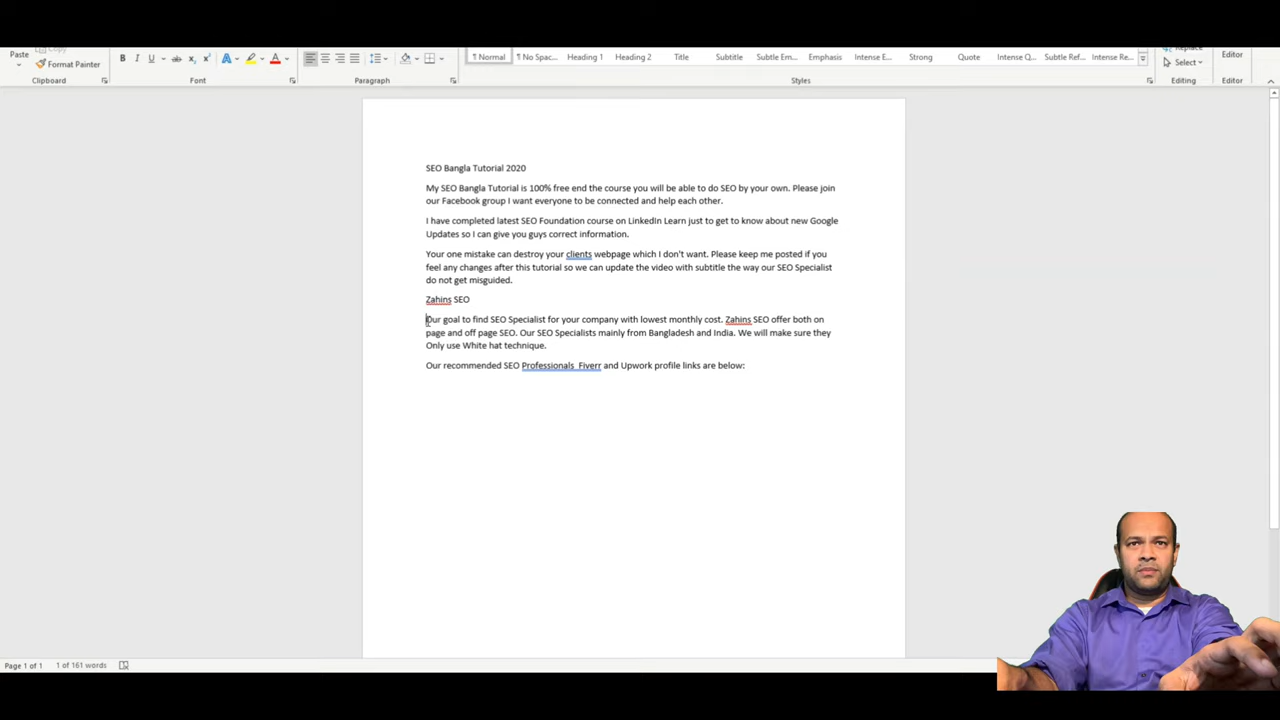 Paste
Format Painter
Replace
Select
Editor
¶ Normal
¶ No Spac...
Heading 1
Heading 2
Title
Subtitle
Subtle Em...
Emphasis
Intense E...
Strong
Quote
Intense Q...
Subtle Ref...
Intense Re...
Clipboard
Font
Paragraph
Styles
Editing
Editor
SEO Bangla Tutorial 2020
My SEO Bangla Tutorial is 100% free end the course you will be able to do SEO by your own. Please join
our Facebook group I want everyone to be connected and help each other.
I have completed latest SEO Foundation course on LinkedIn Learn just to get to know about new Google
Updates so I can give you guys correct information.
Your one mistake can destroy your clients webpage which I don't want. Please keep me posted if you
feel any changes after this tutorial so we can update the video with subtitle the way our SEO Specialist
do not get misguided.
Zahins SEO
Our goal to find SEO Specialist for your company with lowest monthly cost. Zahins SEO offer both on
page and off page SEO. Our SEO Specialists mainly from Bangladesh and India. We will make sure they
Only use White hat technique.
Our recommended SEO Professionals  Fiverr and Upwork profile links are below:
Page 1 of 1
1 of 161 words